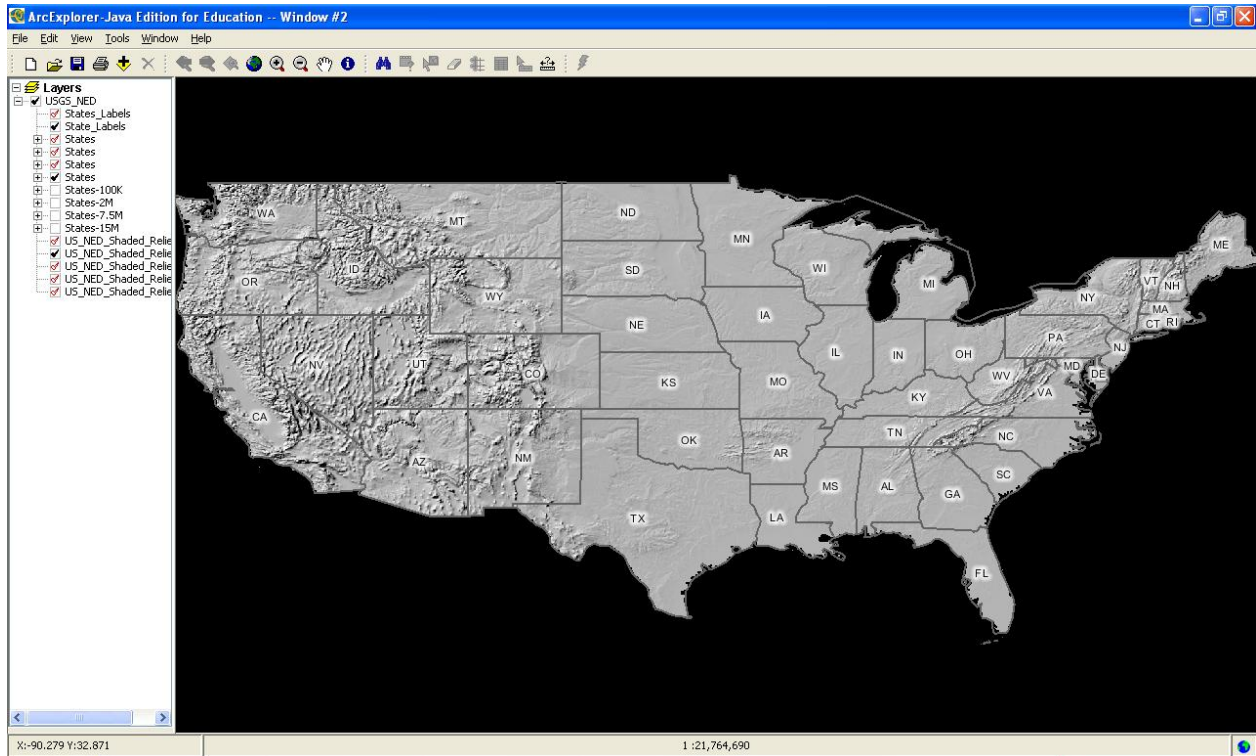 ArcExplorer-Java Edition for Education -- Window #2
File Edit View Tools Window Help
Layers
USGS_NED
States_Labels
State_Labels
States
States
States
States
States-100K
States-2M
States-7.5M
States-15M
US_NED_Shaded_Relie
US_NED_Shaded_Relie
US_NED_Shaded_Relie
US_NED_Shaded_Relie
US_NED_Shaded_Relie
WA
MT
ND
MN
ME
OR
ID
WY
SD
WI
MI
VT
NH
NY
MA
CT
RI
NE
IA
PA
NJ
NV
UT
CO
KS
MO
IL
IN
OH
WV
MD
DE
VA
KY
CA
AZ
NM
OK
AR
TN
NC
SC
TX
LA
MS
AL
GA
FL
X:-90.279 Y:32.871
1 :21,764,690